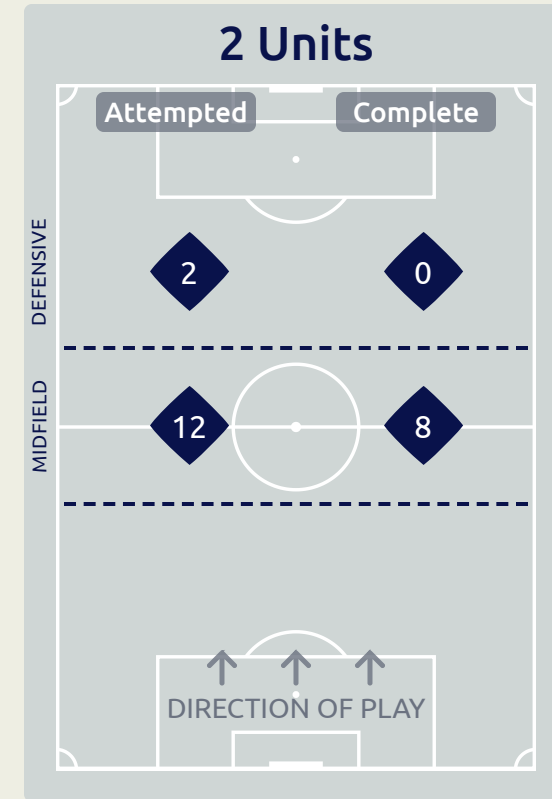 2 Units
Attempted Complete
DEFENSIVE
2 0
MIDFIELD
12 8
DIRECTION OF PLAY